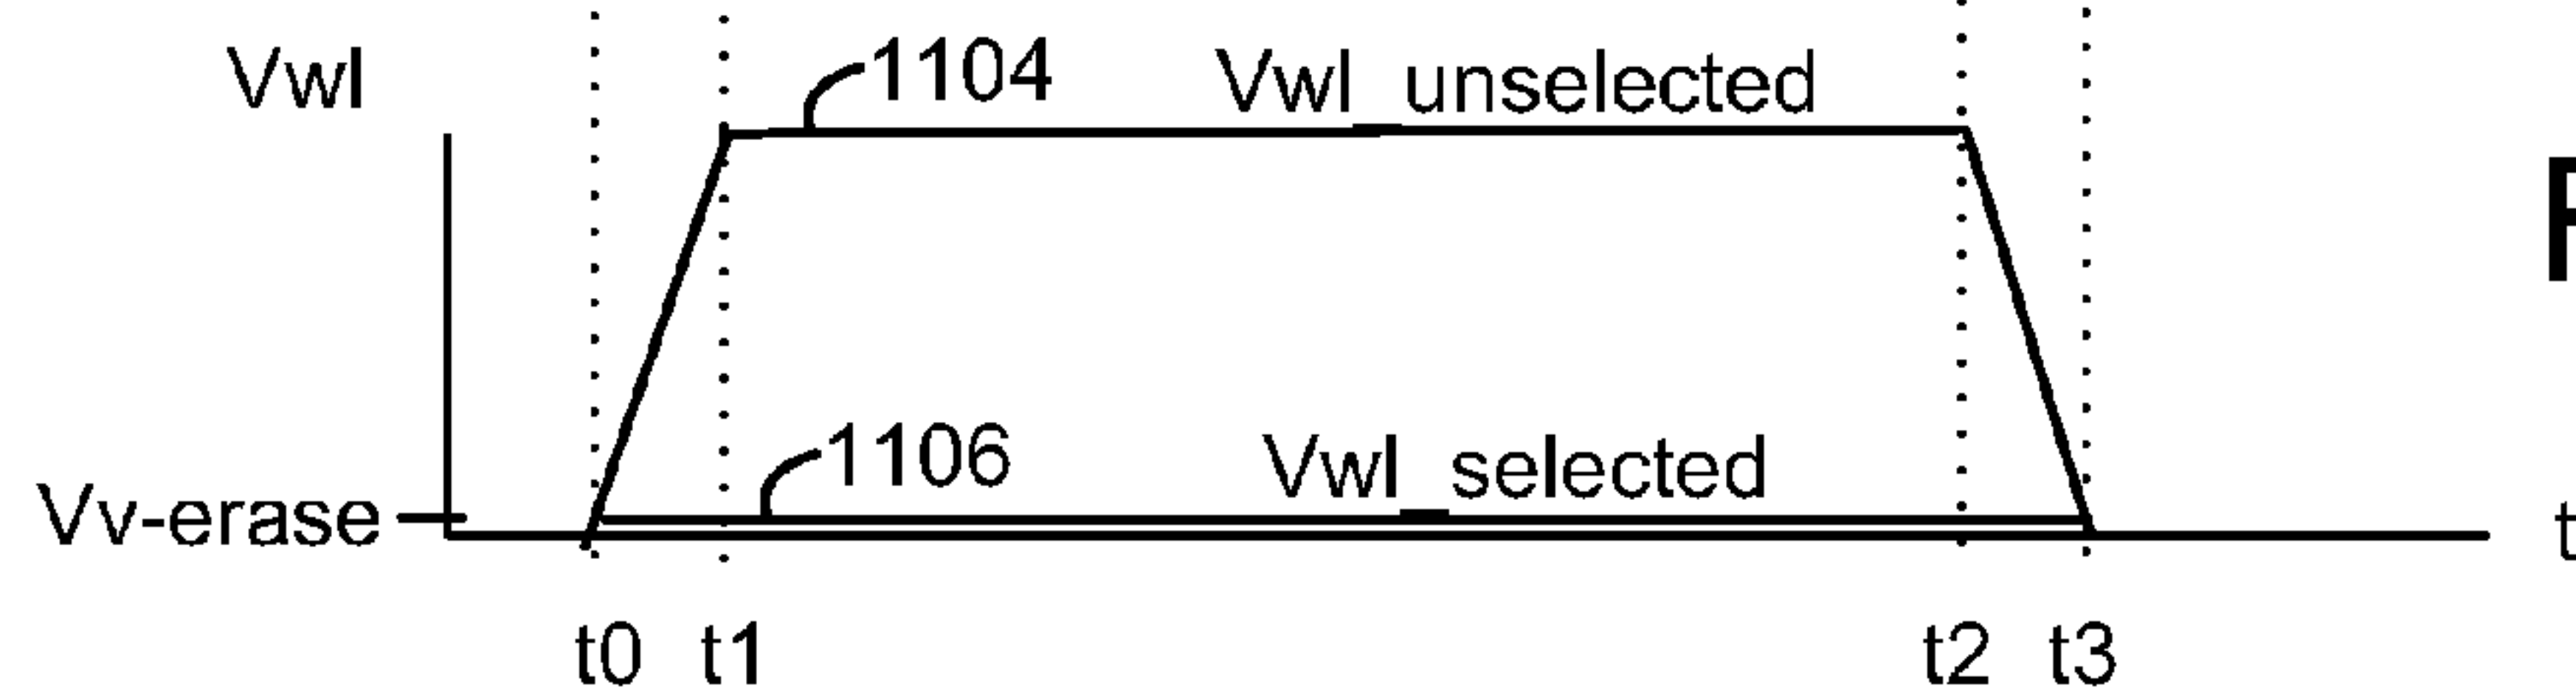 Vwl
1104
Vwl_unselected
1106
Vwl_selected
Vv-erase
t
t0 t1 t2 t3